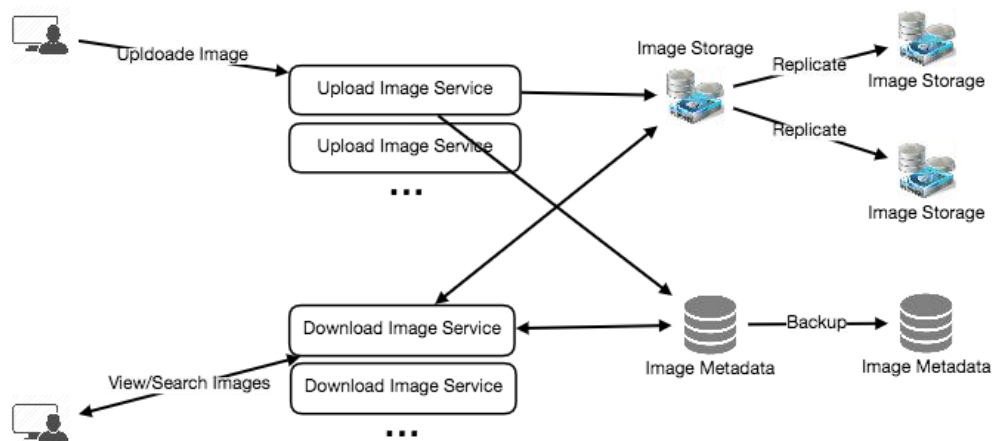 Upldoade Image
Upload Image Service
Upload Image Service
...
Image Storage
Replicate
Image Storage
Replicate
Image Storage
View/Search Images
Download Image Service
Download Image Service
...
Image Metadata
Backup
Image Metadata